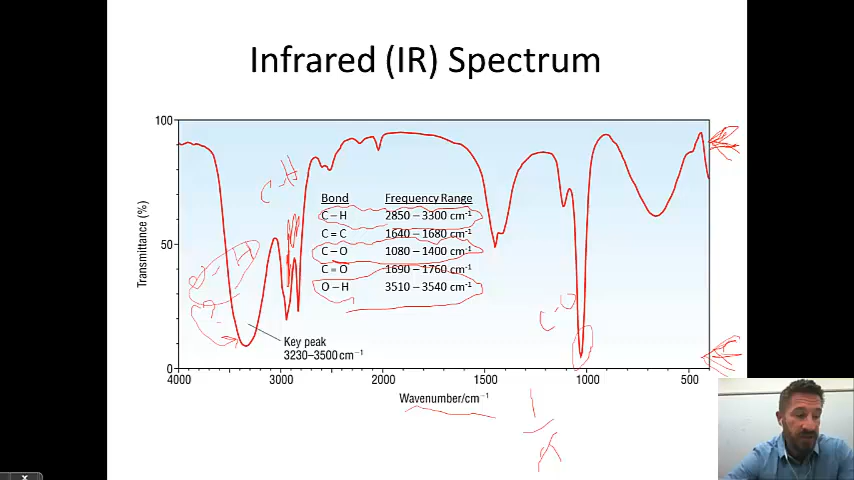 Infrared (IR) Spectrum
100
Transmittance (%)
50
0
C-H
Bond Frequency Range
C – H 2850 – 3300 cm-1
C = C 1640 – 1680 cm-1
C – O 1080 – 1400 cm-1
C = O 1690 – 1760 cm-1
O – H 3510 – 3540 cm-1
C-O
Key peak
3230–3500 cm−1
4000 3000 2000 1500 1000 500
Wavenumber/cm−1
1
x